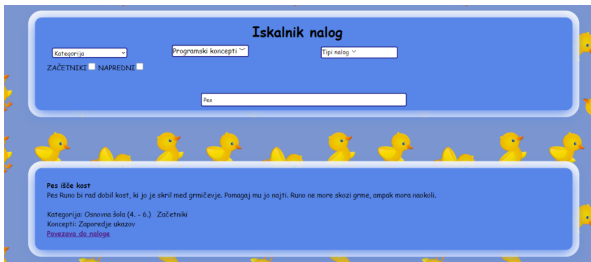 Iskalnik nalog
Kategorija
Programski koncepti
Tipi nalog
ZAČETNIKI NAPREDNI
Pes
Pes išče kost
Pes Runo bi rad dobil kost, ki jo je skril med grmičevje. Pomagaj mu jo najti. Runo ne more skozi grme, ampak mora naokoli.
Kategorija: Osnovna šola (4. - 6.) Začetniki
Koncepti: Zaporedje ukazov
Povezava do naloge